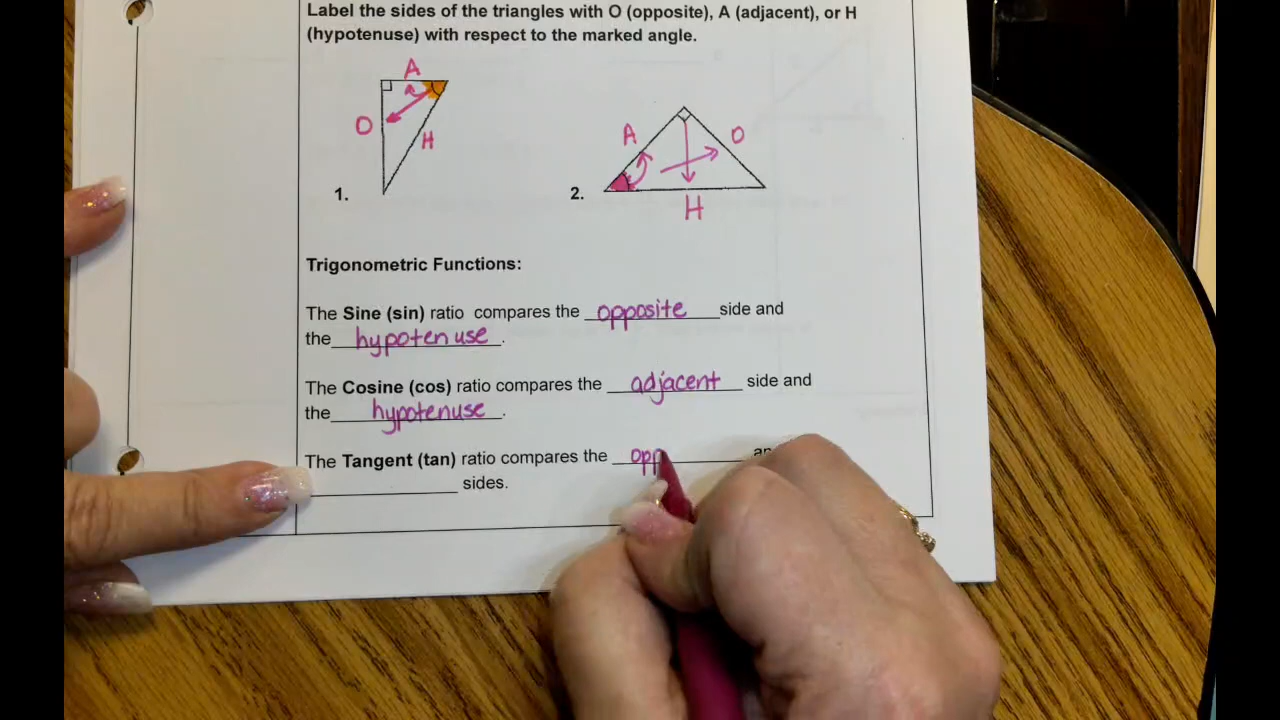 Label the sides of the triangles with O (opposite), A (adjacent), or H
(hypotenuse) with respect to the marked angle.
A
O
H
1.
A
O
H
2.
Trigonometric Functions:
The Sine (sin) ratio compares the opposite side and
the hypotenuse.
The Cosine (cos) ratio compares the adjacent side and
the hypotenuse.
The Tangent (tan) ratio compares the opp
sides.